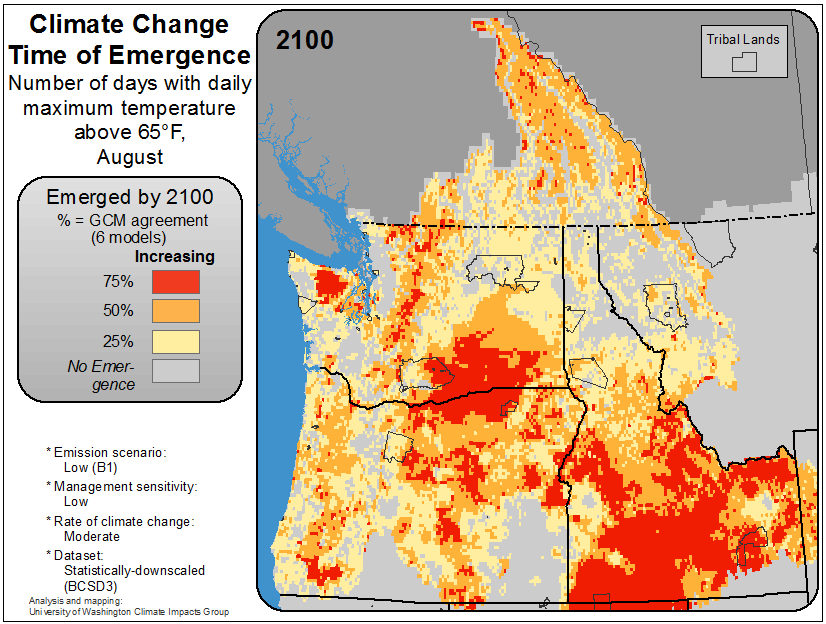 Climate Change
Time of Emergence
Number of days with daily
maximum temperature
above 65°F,
August
2100
Tribal Lands
Emerged by 2100
% = GCM agreement
(6 models)
Increasing
75%
50%
25%
No Emer-
gence
* Emission scenario:
Low (B1)
* Management sensitivity:
Low
* Rate of climate change:
Moderate
* Dataset:
Statistically-downscaled
(BCSD3)
Analysis and mapping:
University of Washington Climate Impacts Group